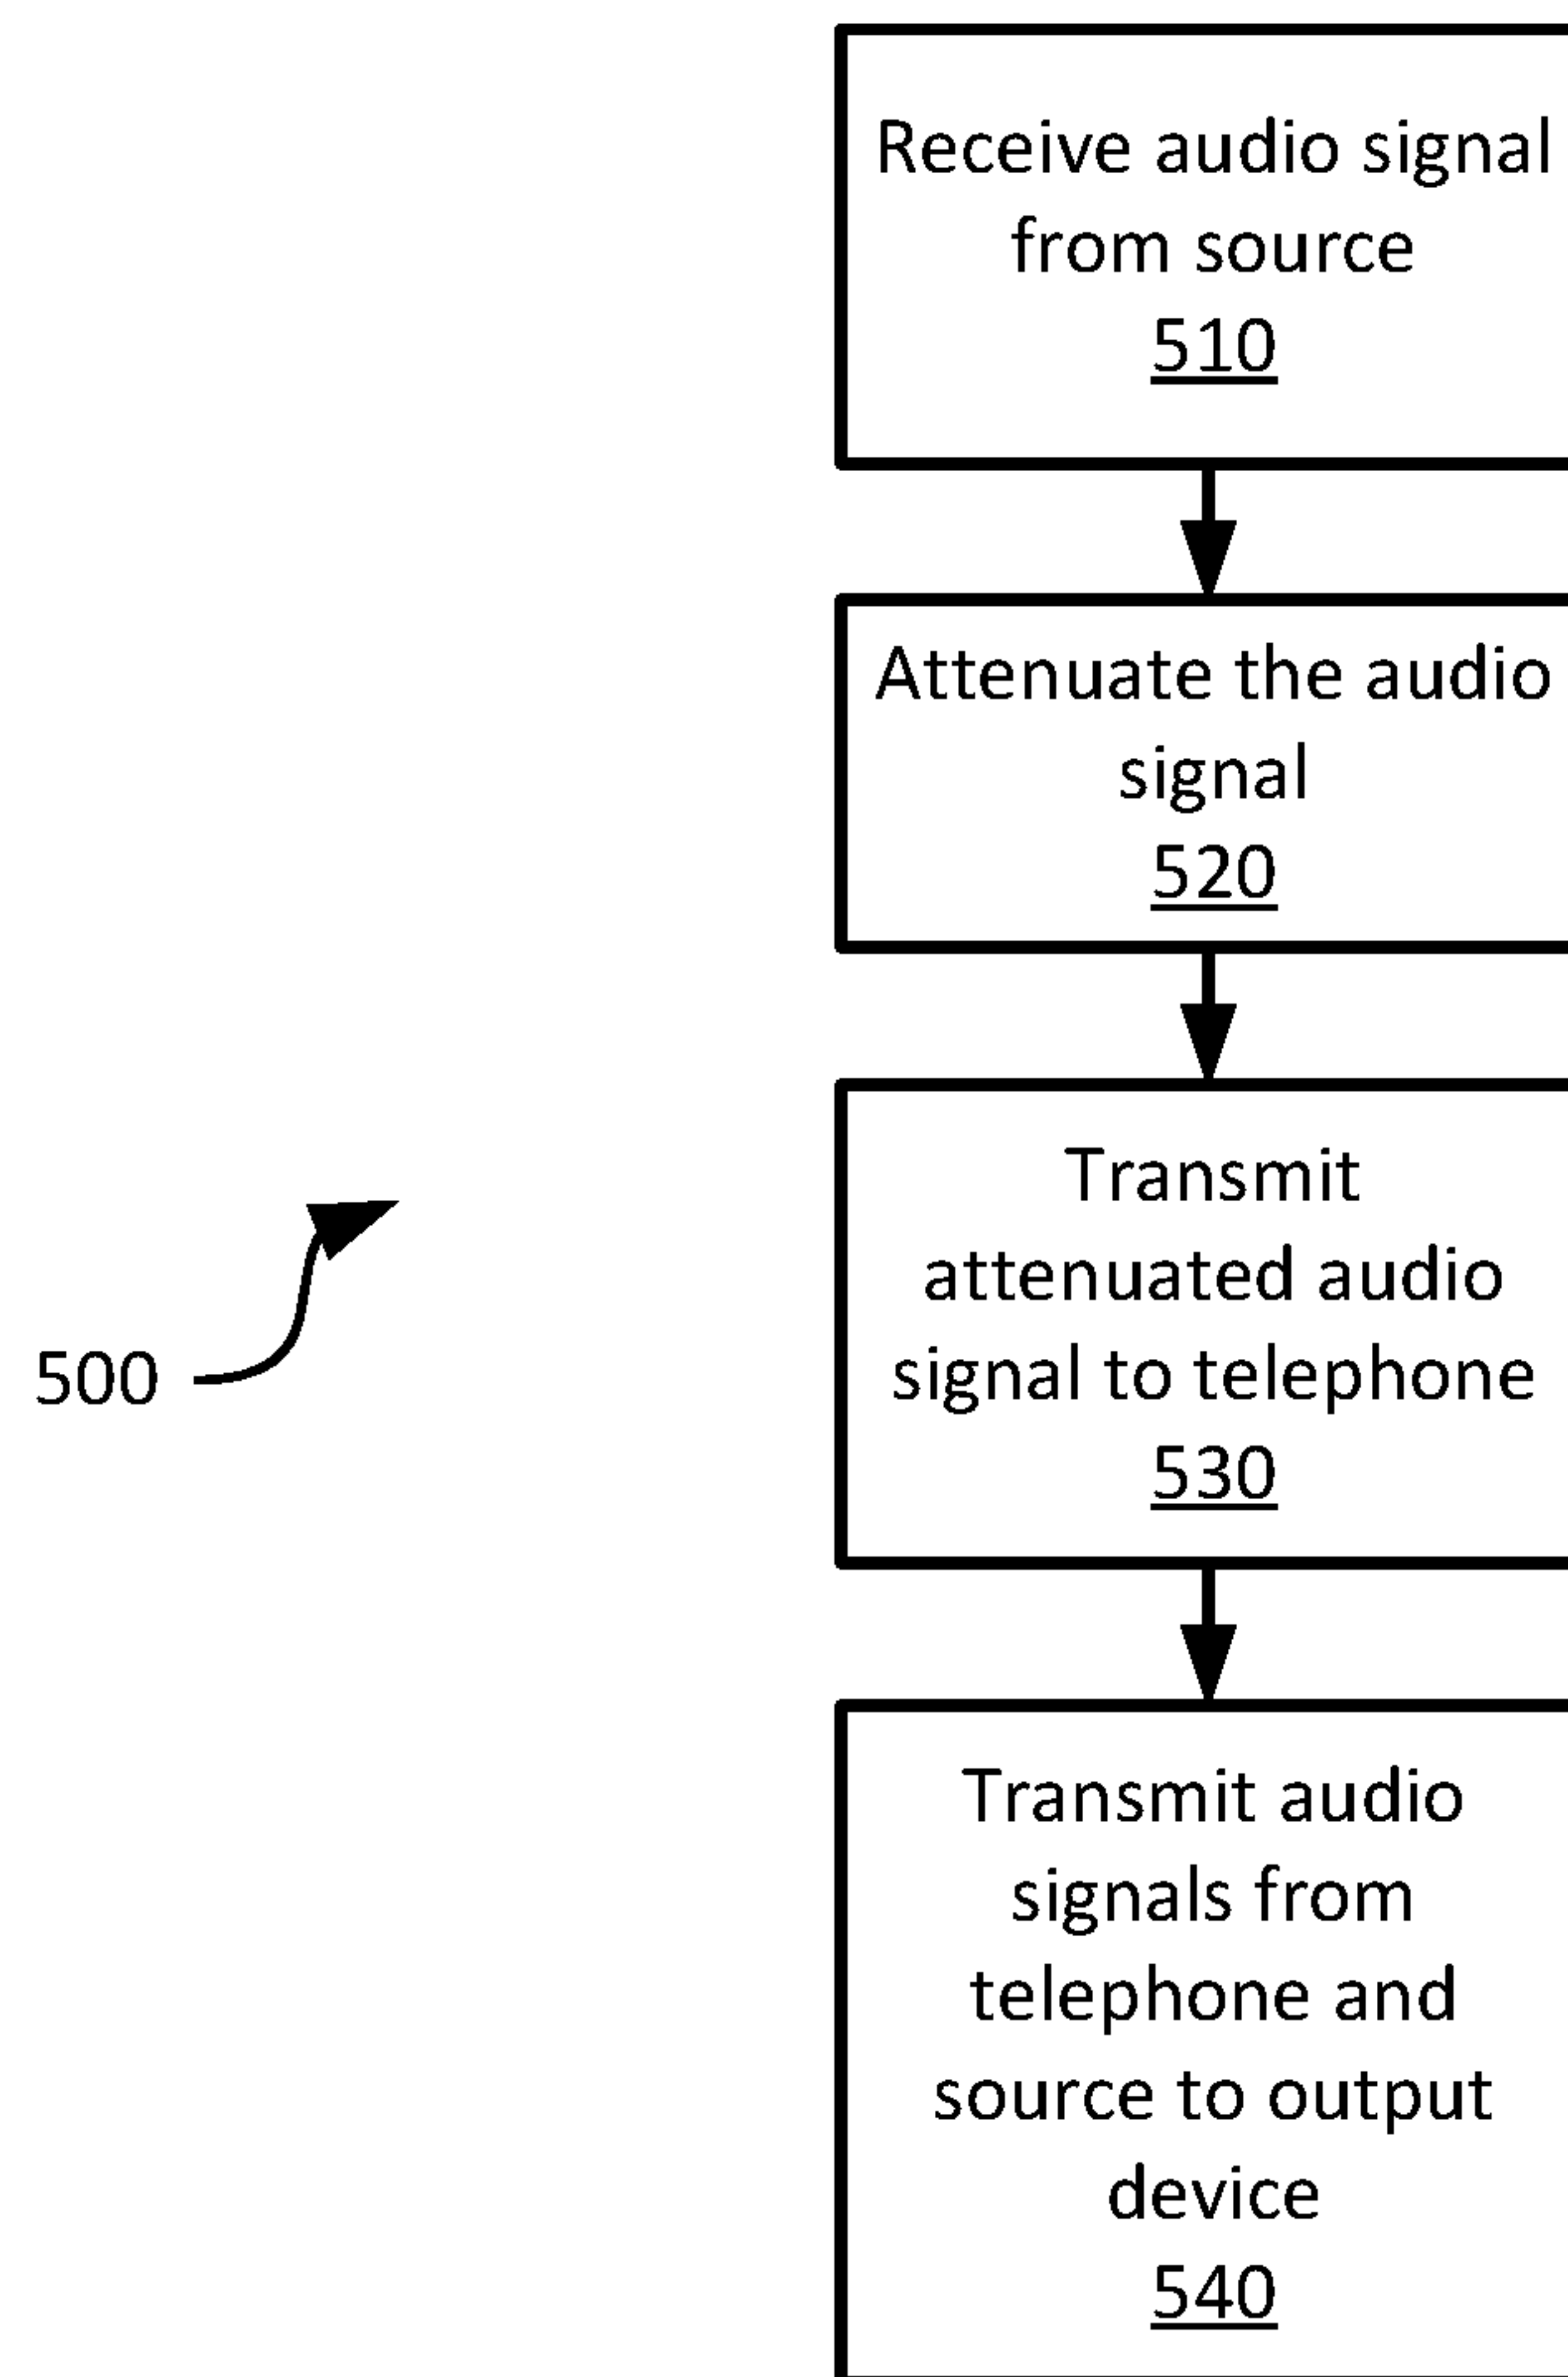 Receive audio signal
from source
510
Attenuate the audio
signal
520
Transmit
attenuated audio
signal to telephone
530
500
Transmit audio
signals from
telephone and
source to output
device
540